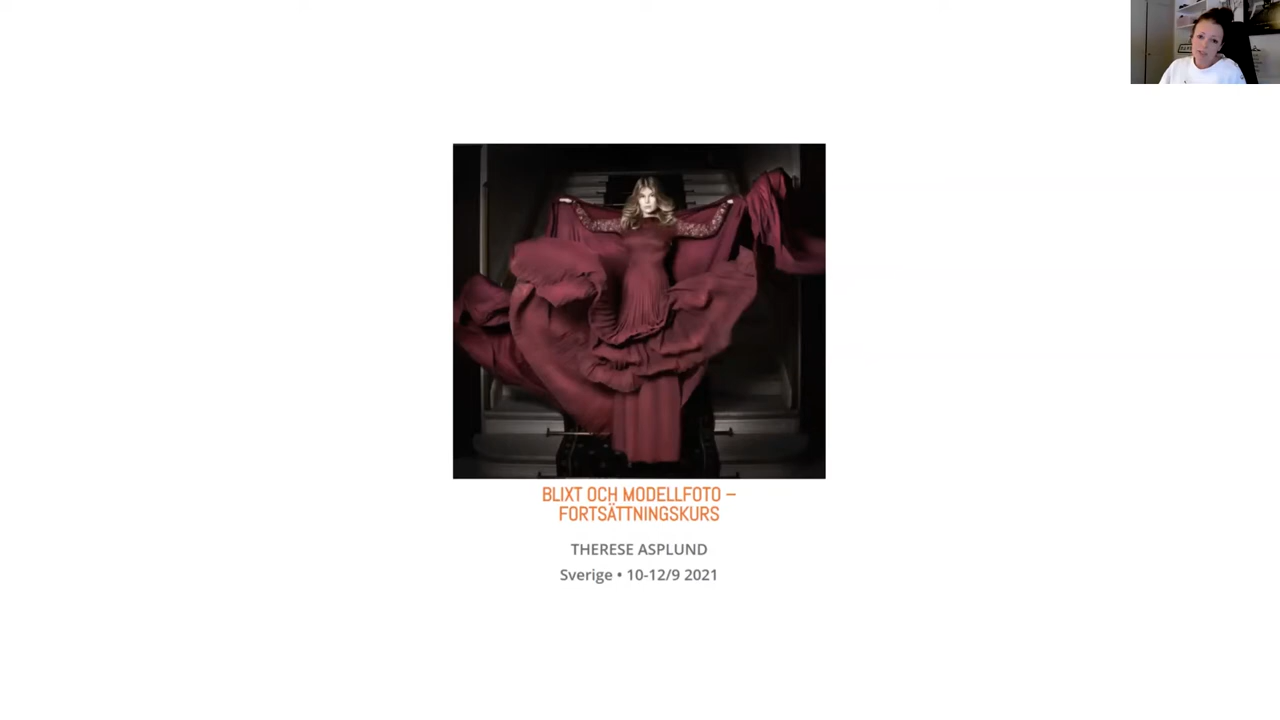 BLIXT OCH MODELLFOTO –
FORTSÄTTNINGSKURS
THERESE ASPLUND
Sverige • 10-12/9 2021